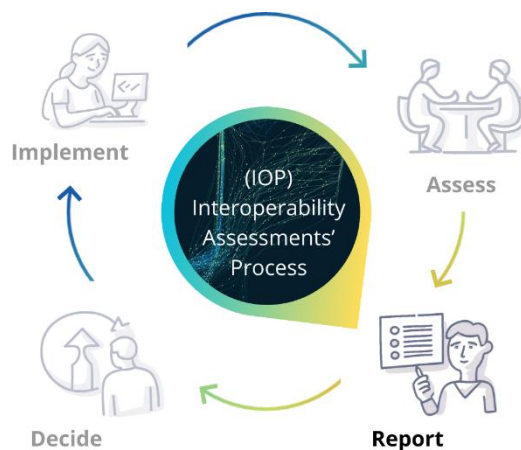 Implement
Assess
(IOP)
Interoperability
Assessments'
Process
Decide
Report